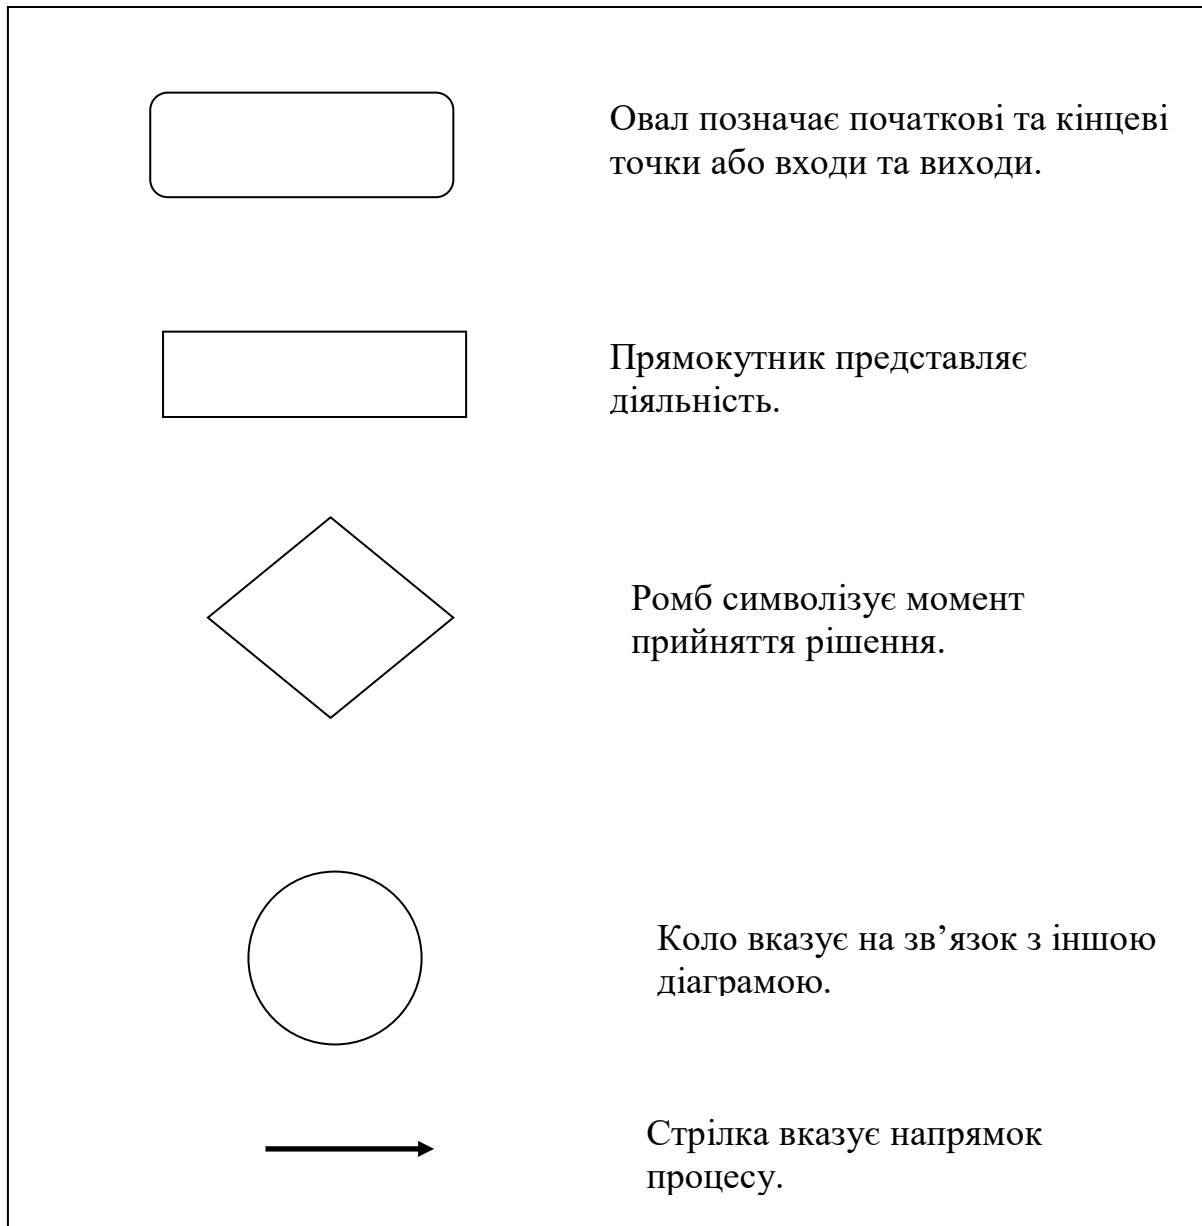 Овал позначає початкові та кінцеві
точки або входи та виходи.
Прямокутник представляє
діяльність.
Ромб символізує момент
прийняття рішення.
Коло вказує на зв’язок з іншою
діаграмою.
Стрілка вказує напрямок
процесу.